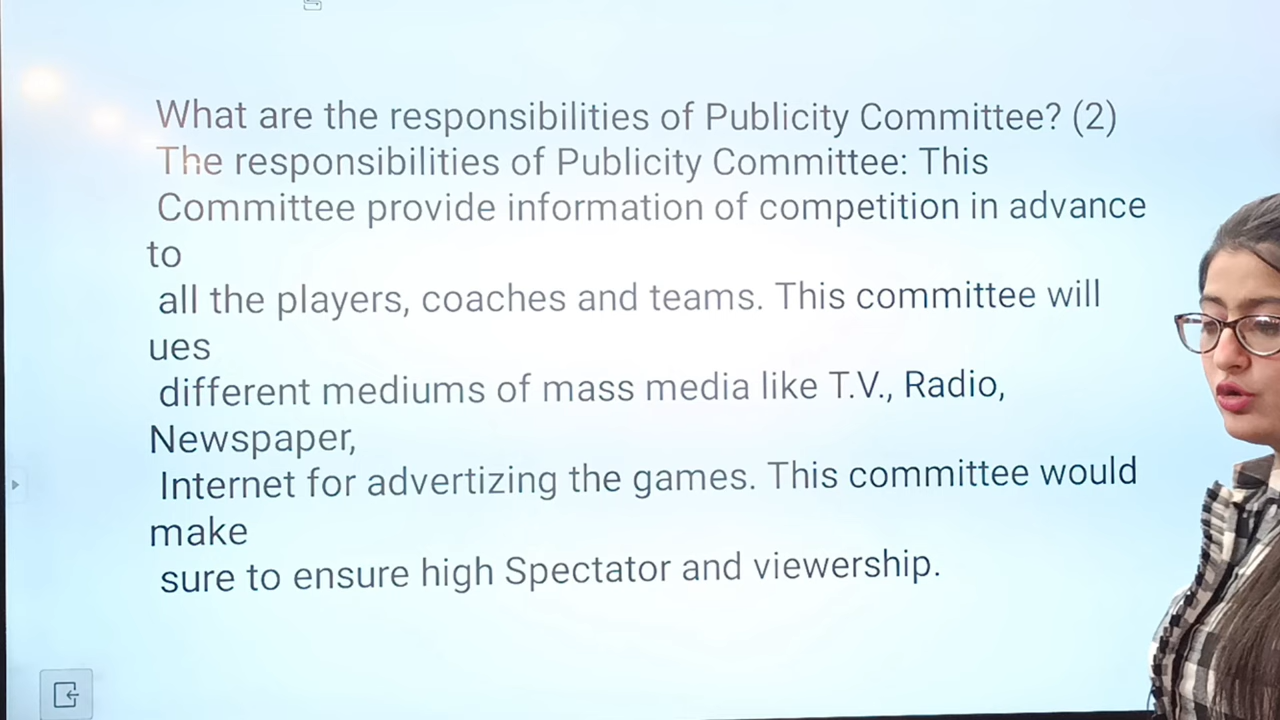 What are the responsibilities of Publicity Committee? (2)
The responsibilities of Publicity Committee: This
Committee provide information of competition in advance
to
all the players, coaches and teams. This committee will
ues
different mediums of mass media like T.V., Radio,
Newspaper,
Internet for advertizing the games. This committee would
make
sure to ensure high Spectator and viewership.